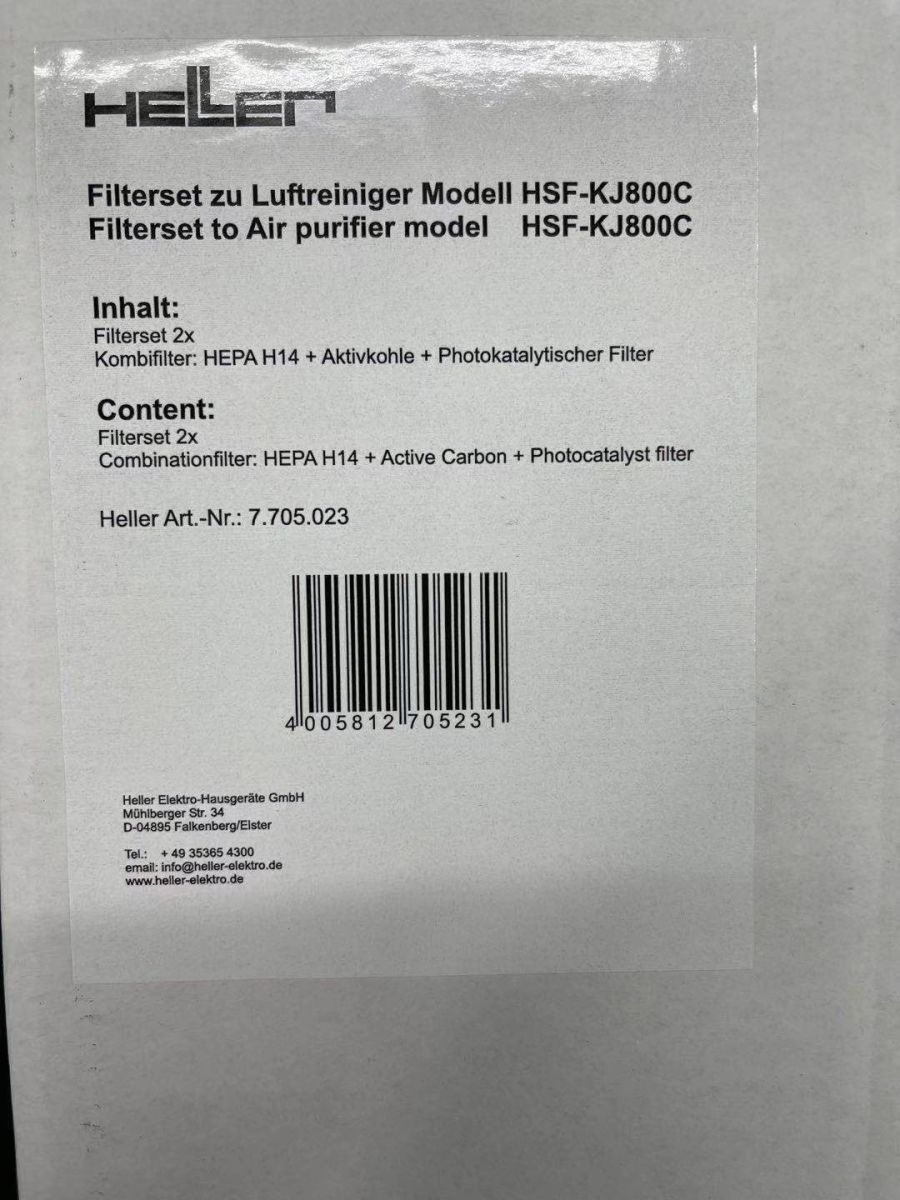 HELLER
Filterset zu Luftreiniger Modell HSF-KJ800C
Filterset to Air purifier model HSF-KJ800C
Inhalt:
Filterset 2x
Kombifilter: HEPA H14 + Aktivkohle + Photokatalytischer Filter
Content:
Filterset 2x
Combinationfilter: HEPA H14 + Active Carbon + Photocatalyst filter
Heller Art.-Nr.: 7.705.023
4 005812 705231
Heller Elektro-Hausgeräte GmbH
Mühlberger Str. 34
D-04895 Falkenberg/Elster
Tel.: + 49 35365 4300
email: info@heller-elektro.de
www.heller-elektro.de